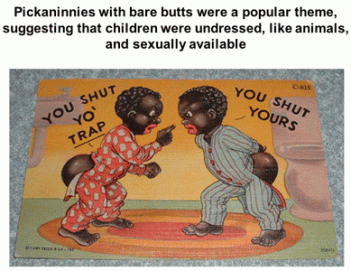 Pickaninnies with bare butts were a popular theme,
suggesting that children were undressed, like animals,
and sexually available
YOU SHUT
YO'
TRAP
YOU SHUT
YOURS